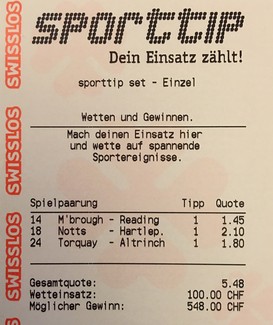 SPORTTIP
Dein Einsatz zählt!
sporttip set - Einzel
Wetten und Gewinnen.
Mach deinen Einsatz hier
und wette auf spannende
Sportereignisse.
Spielpaarung Tipp Quote
14 M'brough - Reading 1 1.45
18 Notts - Hartlep. 1 2.10
24 Torquay - Altrinch 1 1.80
Gesamtquote: 5.48
Wetteinsatz: 100.00 CHF
Möglicher Gewinn: 548.00 CHF
SWISSLOS
SWISSLOS
SWISSLOS